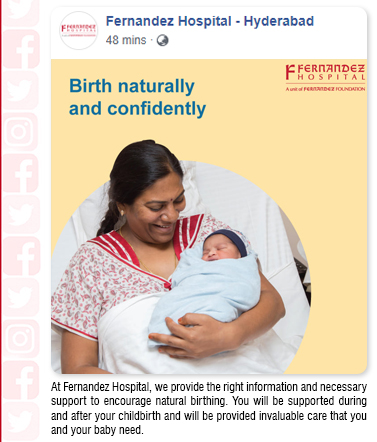 Fernandez Hospital - Hyderabad
48 mins ·
FERNANDEZ
HOSPITAL
A unit of FERNANDEZ FOUNDATION
Birth naturally
and confidently
At Fernandez Hospital, we provide the right information and necessary
support to encourage natural birthing. You will be supported during
and after your childbirth and will be provided invaluable care that you
and your baby need.